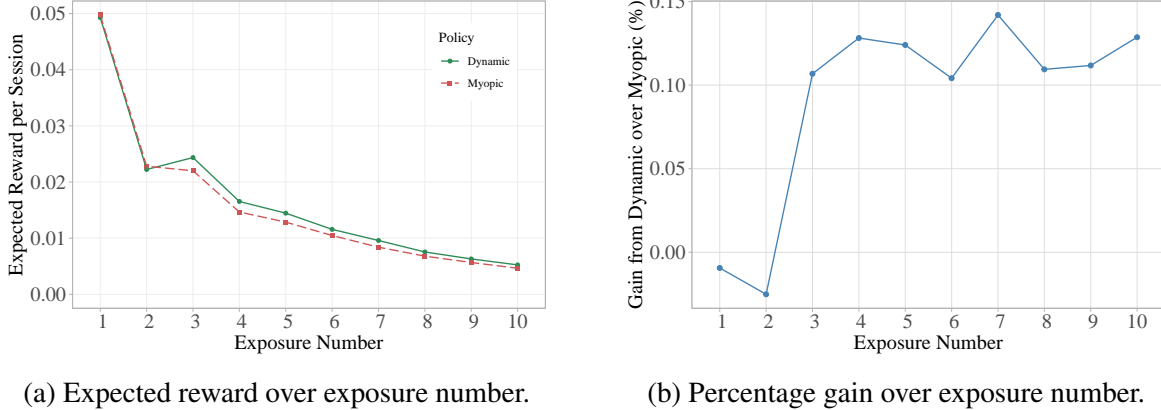 0.05
0.04
0.03
0.02
0.01
0.00
Expected Reward per Session
Policy
Dynamic
Myopic
1 2 3 4 5 6 7 8 9 10
Exposure Number
(a) Expected reward over exposure number.
0.15
0.10
0.05
0.00
Gain from Dynamic over Myopic (%)
1 2 3 4 5 6 7 8 9 10
Exposure Number
(b) Percentage gain over exposure number.